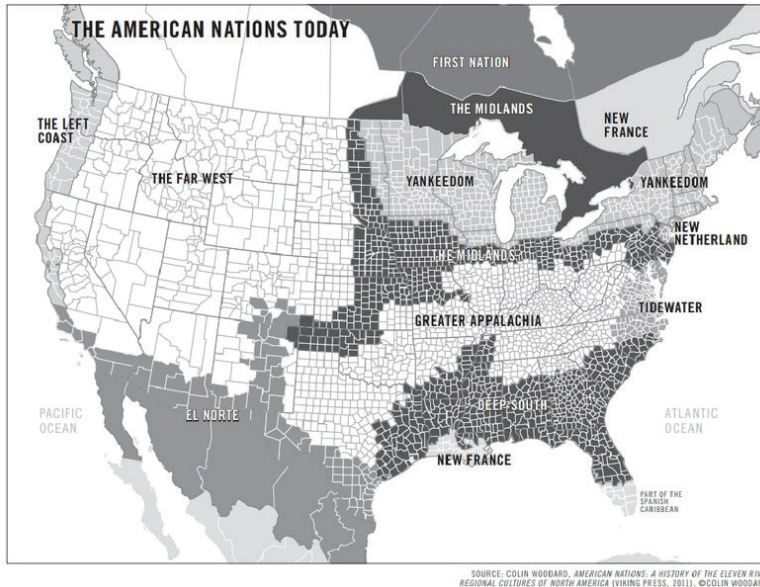 THE AMERICAN NATIONS TODAY
FIRST NATION
THE MIDLANDS
NEW
FRANCE
THE LEFT
COAST
THE FAR WEST
YANKEEDOM
YANKEEDOM
NEW
NETHERLAND
THE MIDLANDS
TIDEWATER
GREATER APPALACHIA
DEEP SOUTH
EL NORTE
PACIFIC
OCEAN
ATLANTIC
OCEAN
NEW FRANCE
PART OF THE
SPANISH
CARIBBEAN
SOURCE: COLIN WOODARD, AMERICAN NATIONS: A HISTORY OF THE ELEVEN RIV
REGIONAL CULTURES OF NORTH AMERICA (VIKING PRESS, 2011). ©COLIN WOODAR